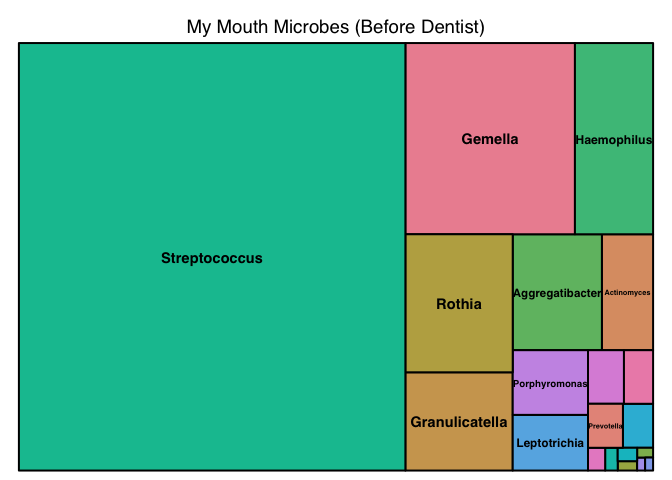 My Mouth Microbes (Before Dentist)
Streptococcus
Gemella
Haemophilus
Rothia
Aggregatibacter
Actinomyces
Granulicatella
Porphyromonas
Leptotrichia
Prevotella